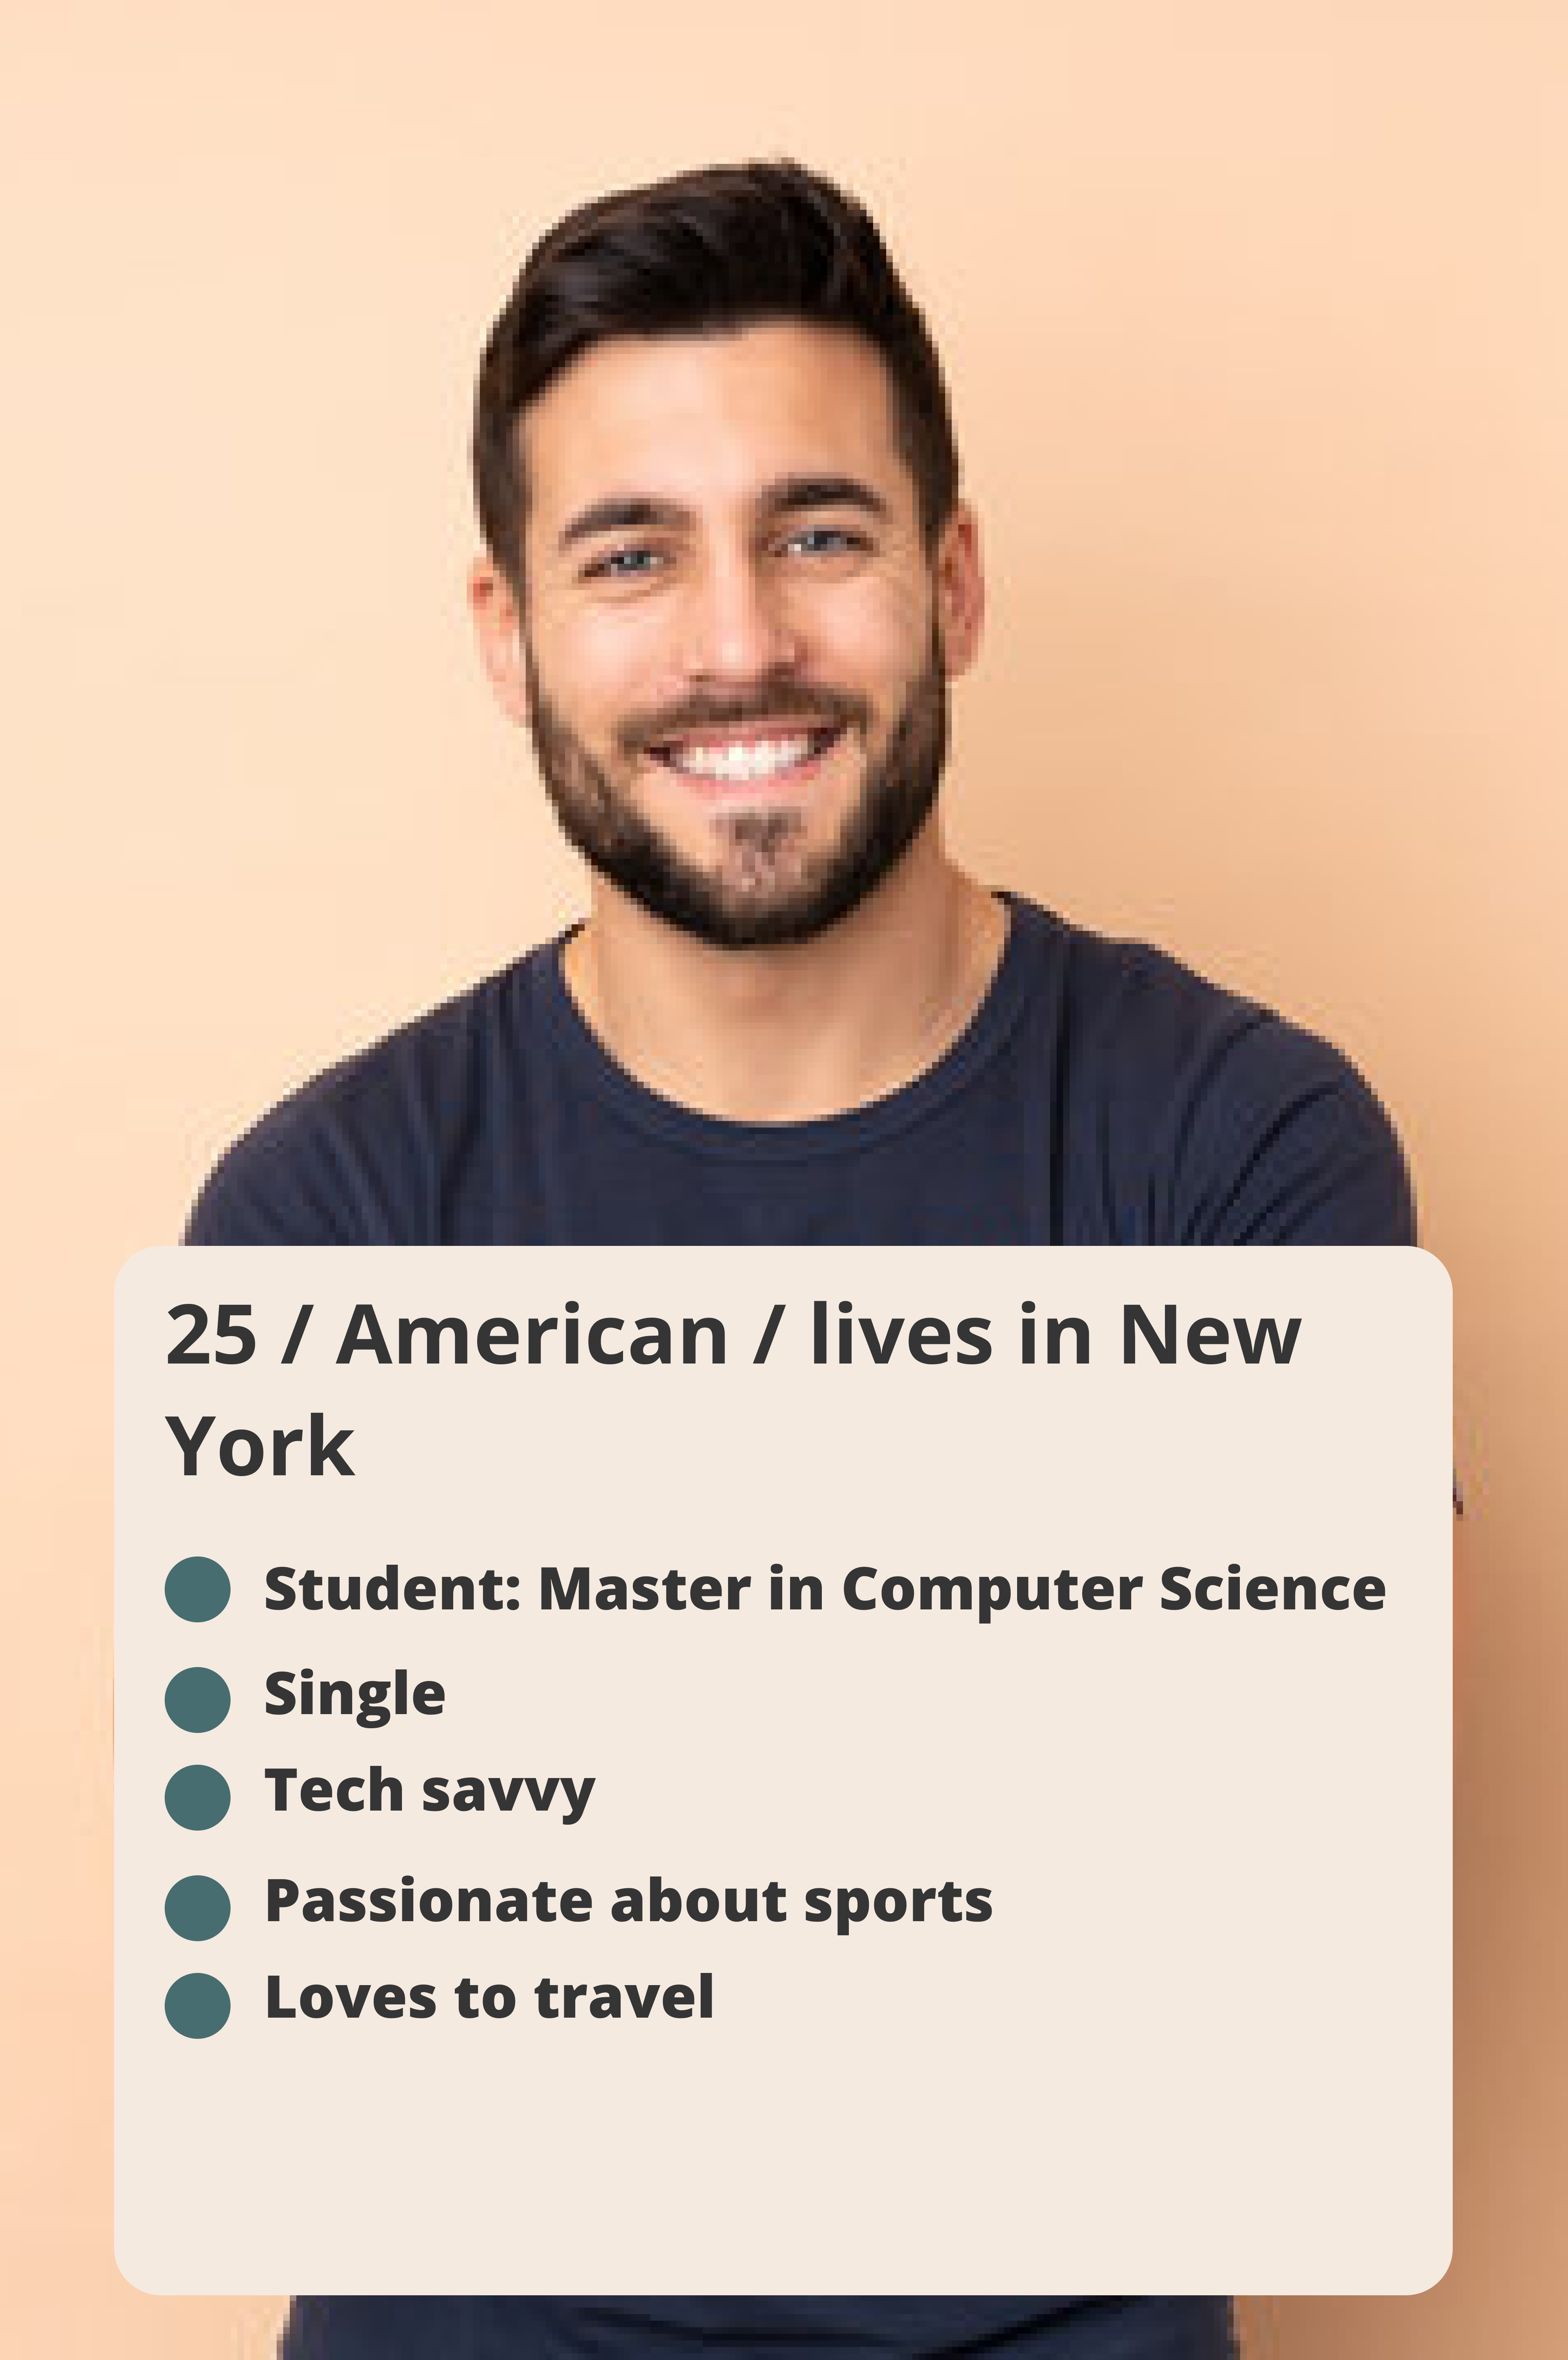 25 / American / lives in New
York
Student: Master in Computer Science
Single
Tech savvy
Passionate about sports
Loves to travel